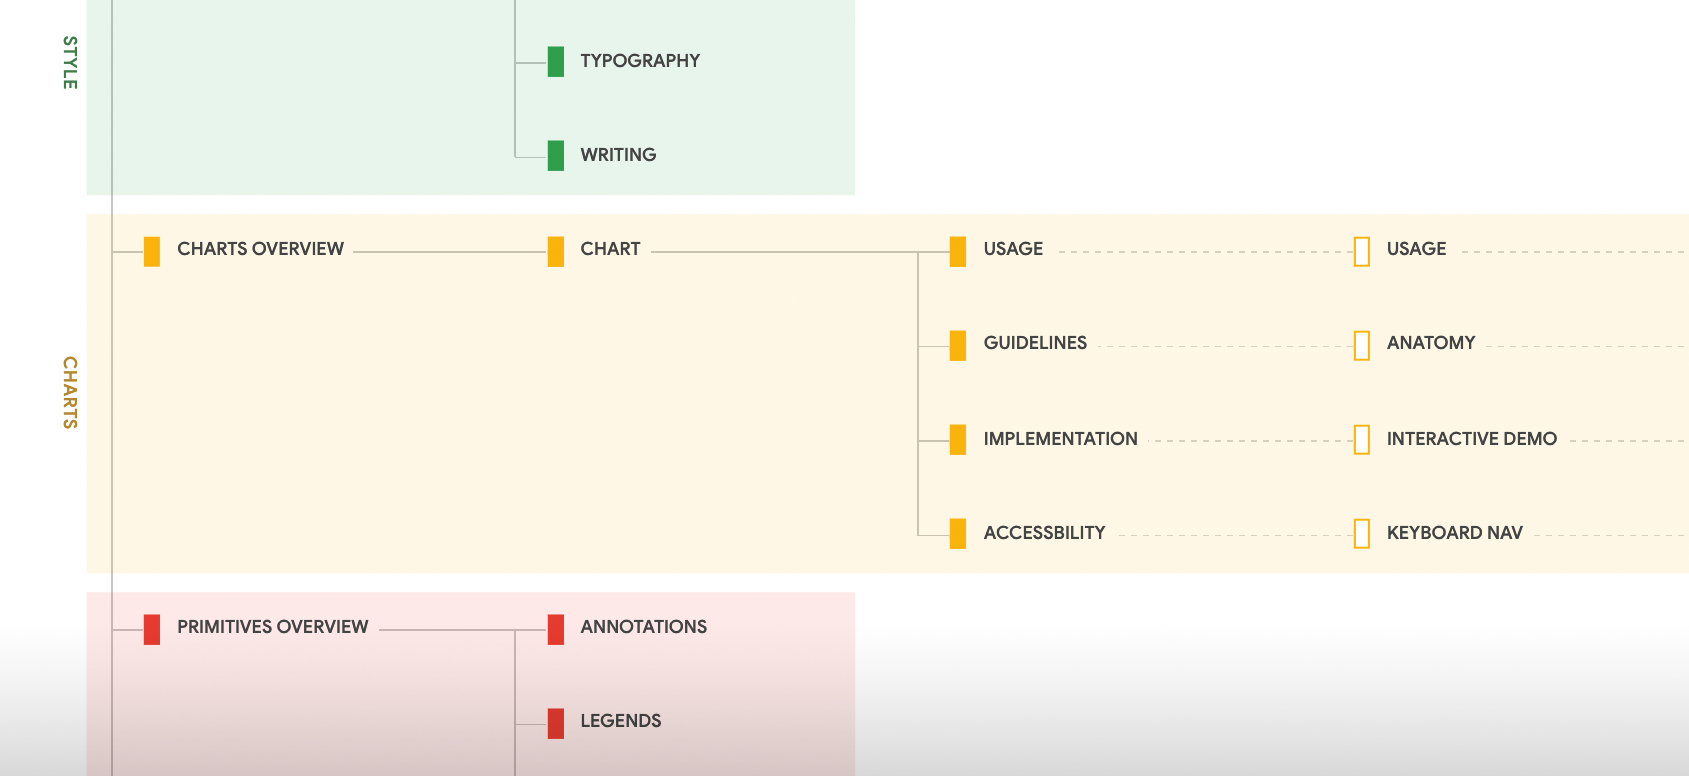 STYLE
TYPOGRAPHY
WRITING
CHARTS
CHARTS OVERVIEW
CHART
USAGE
USAGE
GUIDELINES
ANATOMY
IMPLEMENTATION
INTERACTIVE DEMO
ACCESSBILITY
KEYBOARD NAV
PRIMITIVES OVERVIEW
ANNOTATIONS
LEGENDS